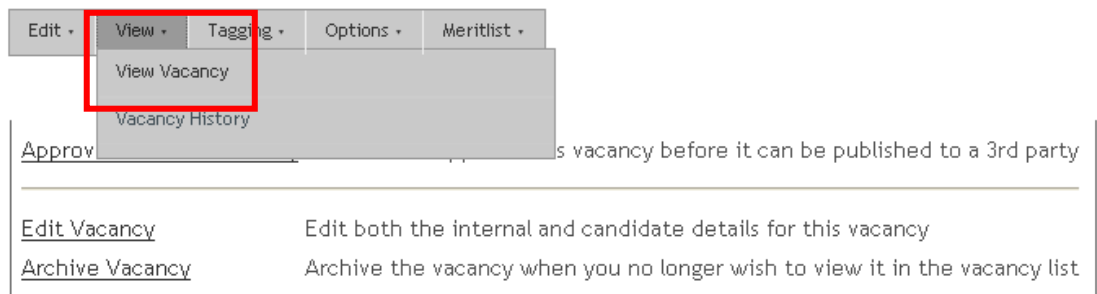 Edit View Tagging Options Meritlist
View Vacancy
Vacancy History
Approv s vacancy before it can be published to a 3rd party
Edit Vacancy Edit both the internal and candidate details for this vacancy
Archive Vacancy Archive the vacancy when you no longer wish to view it in the vacancy list